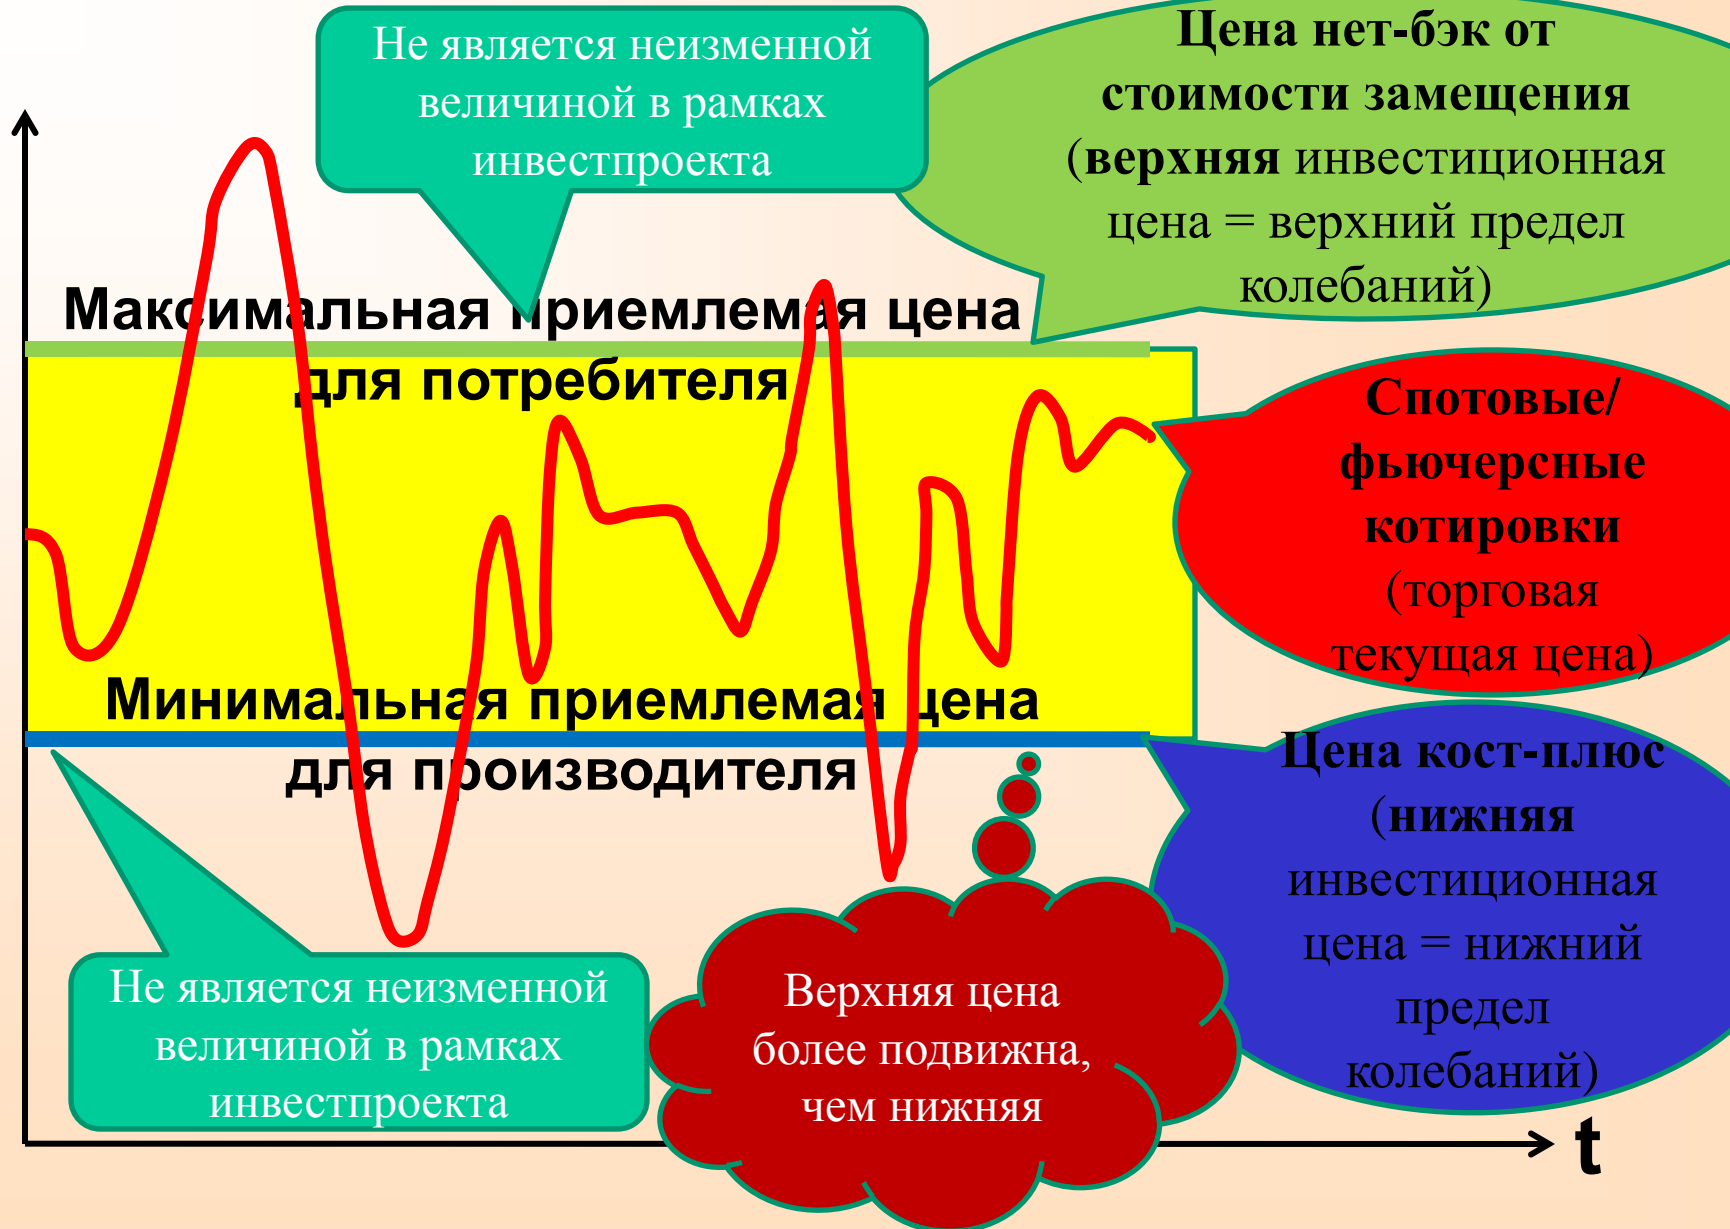 Не является неизменной
величиной в рамках
инвестпроекта
Цена нет-бэк от
стоимости замещения
(верхняя инвестиционная
цена = верхний предел
колебаний)
Максимальная приемлемая цена
для потребителя
Спотовые/
фьючерсные
котировки
(торговая
текущая цена)
Минимальная приемлемая цена
для производителя
Цена кост-плюс
(нижняя
инвестиционная
цена = нижний
предел
колебаний)
Не является неизменной
величиной в рамках
инвестпроекта
Верхняя цена
более подвижна,
чем нижняя
t